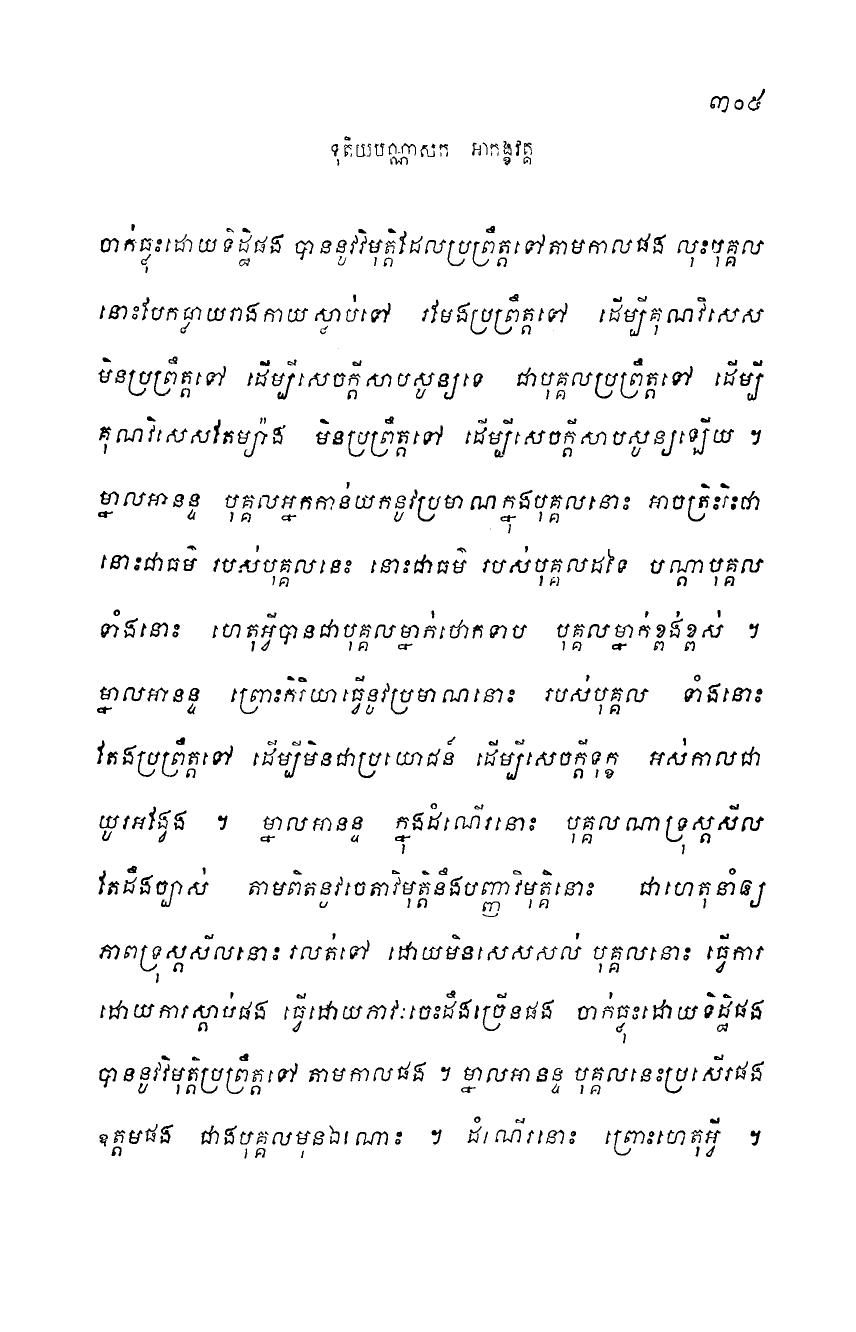 ៣០៥
ទុតិយបណ្ណាសក អាកង្ខវគ្គ
ចាក់ធ្លុះដោយទិដ្ឋិផង បាននូវវិមុត្តិដែលប្រព្រឹត្តទៅតាមកាលផង លុះបុគ្គល
នោះបែកធ្លាយរាងកាយស្លាប់ទៅ រមែងប្រព្រឹត្តទៅ ដើម្បីគុណវិសេស
មិនប្រព្រឹត្តទៅ ដើម្បីសេចក្តីសាបសូន្យទេ ជាបុគ្គលប្រព្រឹត្តទៅ ដើម្បី
គុណវិសេសតែម្យ៉ាង មិនប្រព្រឹត្តទៅ ដើម្បីសេចក្តីសាបសូន្យឡើយ ។
ម្នាលអានន្ទ បុគ្គលអ្នកកាន់យកនូវប្រមាណក្នុងបុគ្គលនោះ អាចត្រិះរិះថា
នោះជាធម៌ របស់បុគ្គលនេះ នោះជាធម៌ របស់បុគ្គលដទៃ បណ្តាបុគ្គល
ទាំងនោះ ហេតុអ្វីបានជាបុគ្គលម្នាក់ថោកទាប បុគ្គលម្នាក់ខ្ពង់ខ្ពស់ ។
ម្នាលអានន្ទ ព្រោះកិរិយាធ្វើនូវប្រមាណនោះ របស់បុគ្គល ទាំងនោះ
តែងប្រព្រឹត្តទៅ ដើម្បីមិនជាប្រយោជន៍ ដើម្បីសេចក្តីទុក្ខ អស់កាលជា
យូរអង្វែង ។ ម្នាលអានន្ទ ក្នុងដំណើរនោះ បុគ្គលណាទ្រុស្តសីល
តែដឹងច្បាស់ តាមពិតនូវចេតោវិមុត្តិនឹងបញ្ញាវិមុត្តិនោះ ជាហេតុនាំឲ្យ
ភាពទ្រុស្តសីលនោះ រលត់ទៅ ដោយមិនសេសសល់ បុគ្គលនោះ ធ្វើការ
ដោយការស្តាប់ផង ធ្វើដោយភាវៈចេះដឹងច្រើនផង ចាក់ធ្លុះដោយទិដ្ឋិផង
បាននូវវិមុត្តិប្រព្រឹត្តទៅ តាមកាលផង ។ ម្នាលអានន្ទ បុគ្គលនេះប្រសើរផង
ឧត្តមផង ជាងបុគ្គលមុនឯណោះ ។ ដំណើរនោះ ព្រោះហេតុអ្វី ។